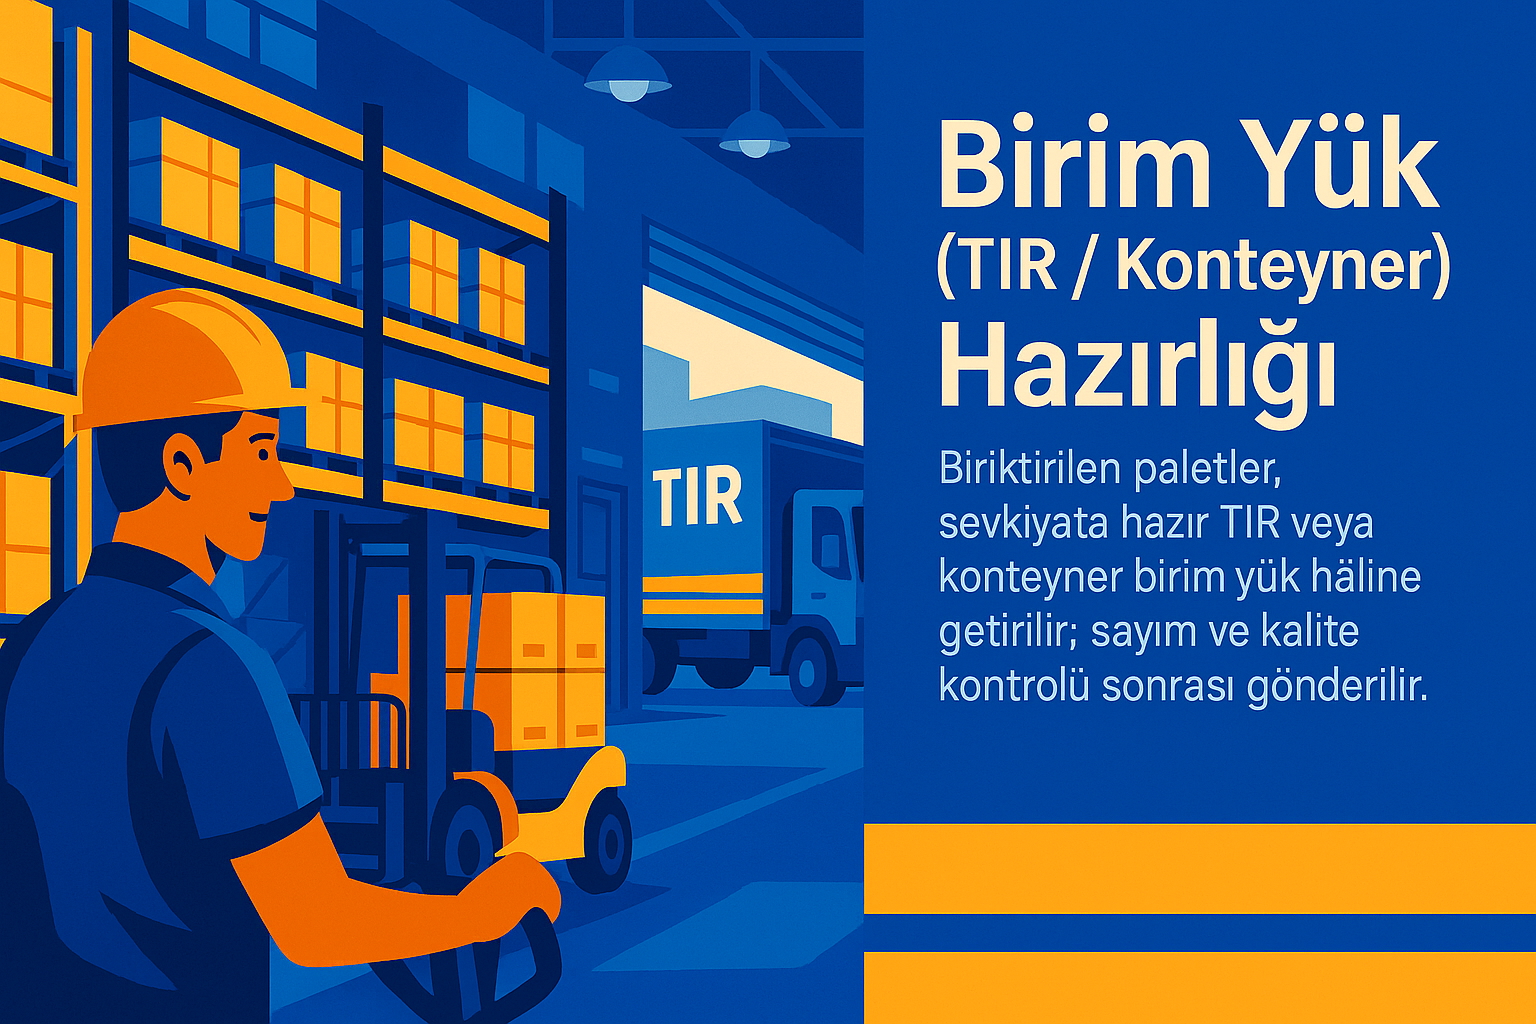 TIR
Birim Yük
(TIR / Konteyner)
Hazırlığı
Biriktirilen paletler,
sevkiyata hazır TIR veya
konteyner birim yük häline
getirilir; sayım ve kalite
kontrolü sonrası gönderilir.